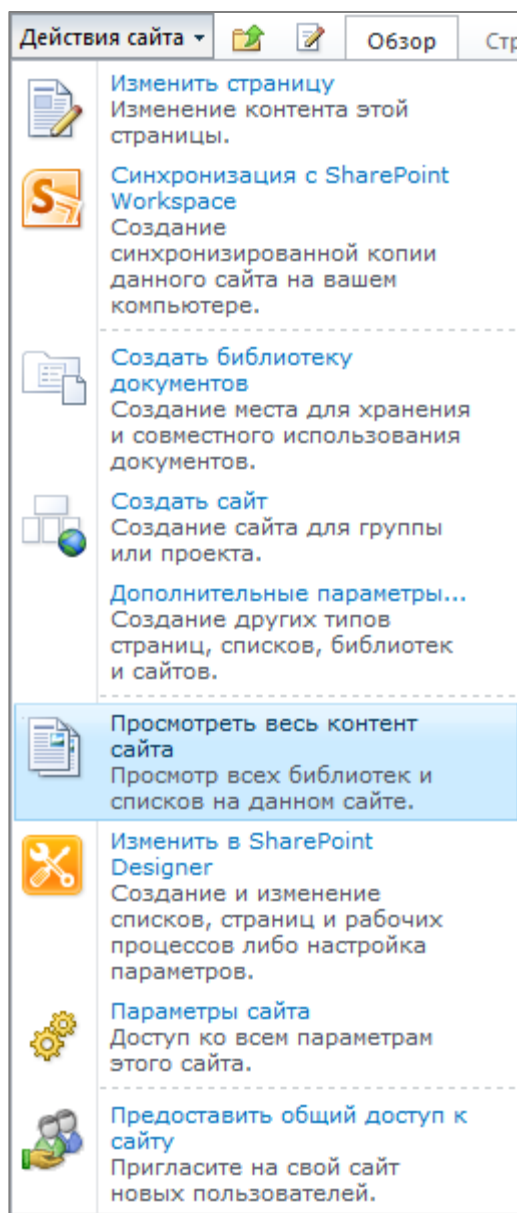 Действия сайта Обзор
Изменить страницу
Изменение контента этой
страницы.
Синхронизация с SharePoint
Workspace
Создание
синхронизированной копии
данного сайта на вашем
компьютере.
Создать библиотеку
документов
Создание места для хранения
и совместного использования
документов.
Создать сайт
Создание сайта для группы
или проекта.
Дополнительные параметры...
Создание других типов
страниц, списков, библиотек
и сайтов.
Просмотреть весь контент
сайта
Просмотр всех библиотек и
списков на данном сайте.
Изменить в SharePoint
Designer
Создание и изменение
списков, страниц и рабочих
процессов либо настройка
параметров.
Параметры сайта
Доступ ко всем параметрам
этого сайта.
Предоставить общий доступ к
сайту
Пригласите на свой сайт
новых пользователей.